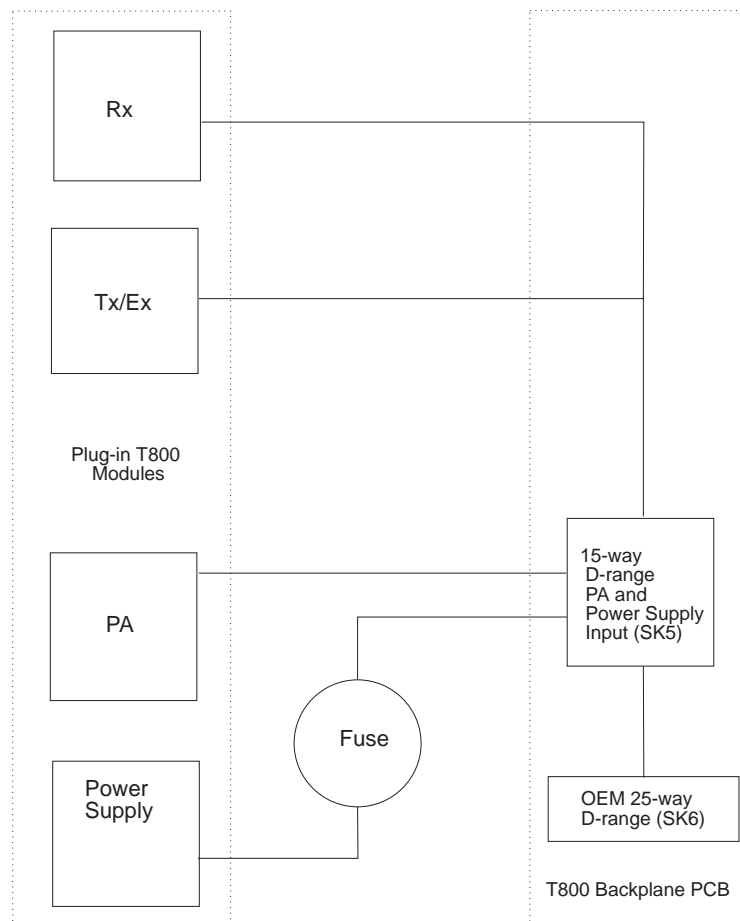 Rx
Tx/Ex
Plug-in T800
Modules
PA
15-way
D-range
PA and
Power Supply
Input (SK5)
Fuse
Power
Supply
OEM 25-way
D-range (SK6)
T800 Backplane PCB